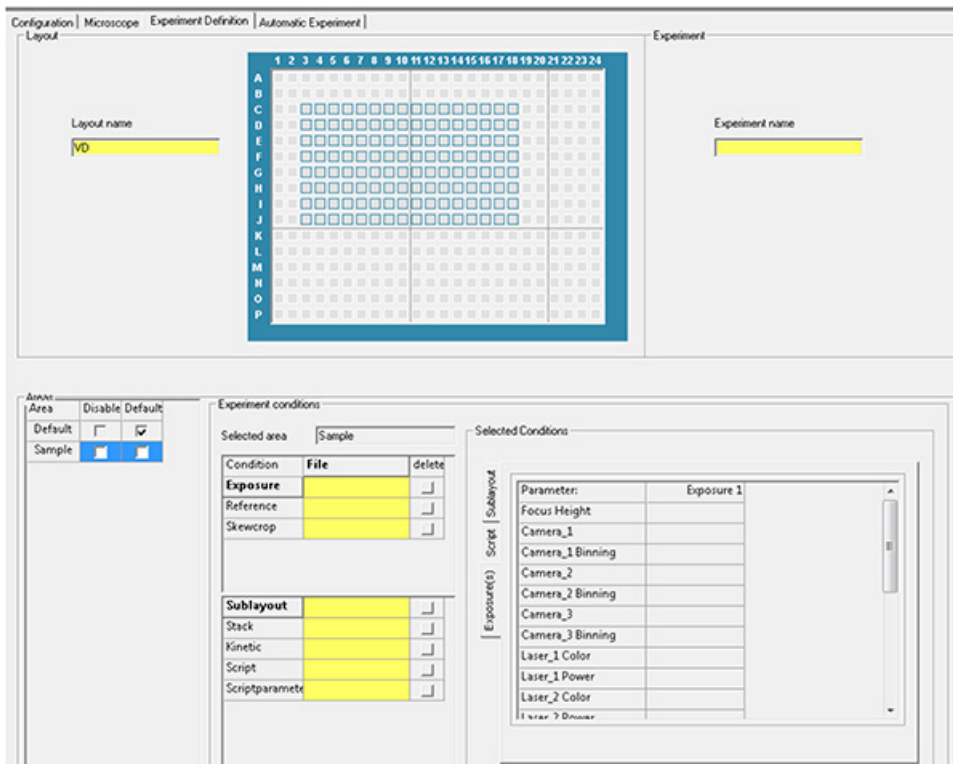 Configuration Microscope Experiment Definition Automatic Experiment
Layout
Experiment
1 2 3 4 5 6 7 8 9 10 11 12 13 14 15 16 17 18 19 20 21 22 23 24
A
B
C
D
E
F
G
H
I
J
K
L
M
N
O
P
Layout name
VD
Experiment name
Areas
Area Disable Default
Default
Sample
Experiment conditions
Selected area Sample
Condition File delete
Exposure
Reference
Skewcrop
Sublayout
Stack
Kinetic
Script
Scriptparamete
Selected Conditions
Sublayout
Script
Exposure(s)
Parameter: Exposure 1
Focus Height
Camera_1
Camera_1 Binning
Camera_2
Camera_2 Binning
Camera_3
Camera_3 Binning
Laser_1 Color
Laser_1 Power
Laser_2 Color
Laser_2 Power